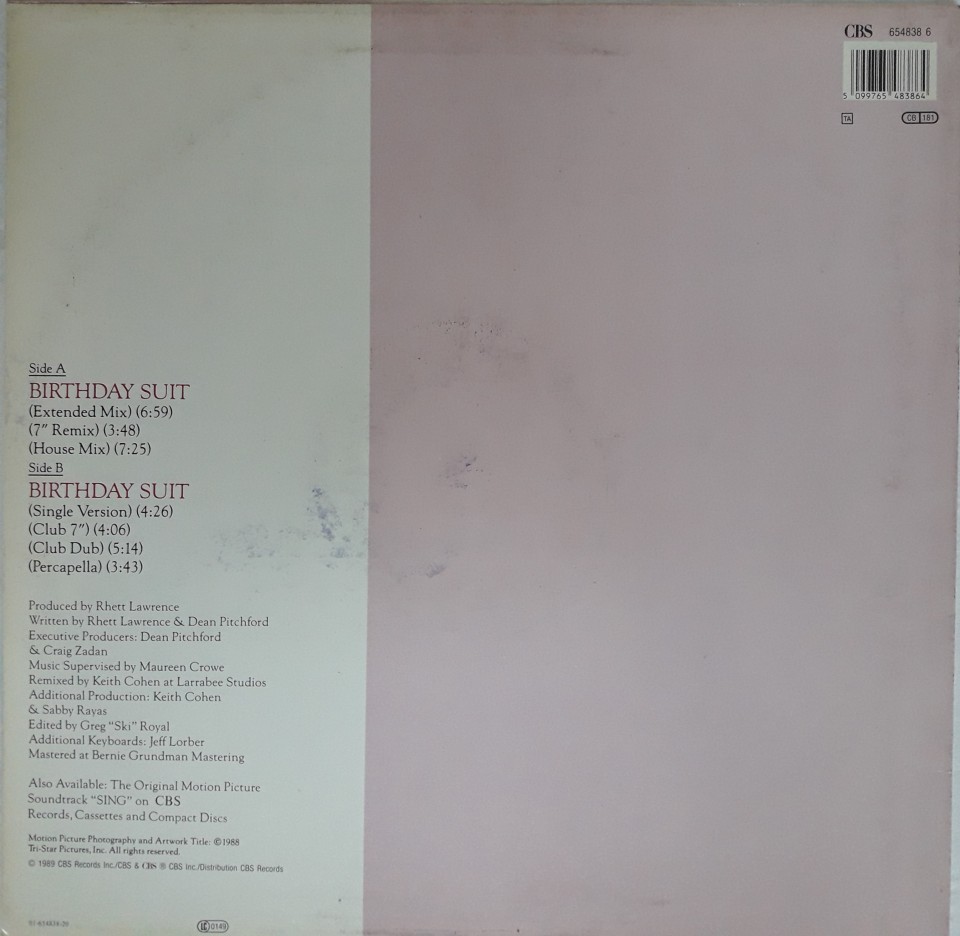 CBS 654838 6
5 099765 483864
TA CB 181
Side A
BIRTHDAY SUIT
(Extended Mix) (6:59)
(7″ Remix) (3:48)
(House Mix) (7:25)
Side B
BIRTHDAY SUIT
(Single Version) (4:26)
(Club 7″) (4:06)
(Club Dub) (5:14)
(Percapella) (3:43)
Produced by Rhett Lawrence
Written by Rhett Lawrence & Dean Pitchford
Executive Producers: Dean Pitchford
& Craig Zadan
Music Supervised by Maureen Crowe
Remixed by Keith Cohen at Larrabee Studios
Additional Production: Keith Cohen
& Sabby Rayas
Edited by Greg “Ski” Royal
Additional Keyboards: Jeff Lorber
Mastered at Bernie Grundman Mastering
Also Available: The Original Motion Picture
Soundtrack “SING” on CBS
Records, Cassettes and Compact Discs
Motion Picture Photography and Artwork Title: ©1988
Tri-Star Pictures, Inc. All rights reserved.
© 1989 CBS Records Inc./CBS & CBS ® CBS Inc./Distribution CBS Records
LC 0149